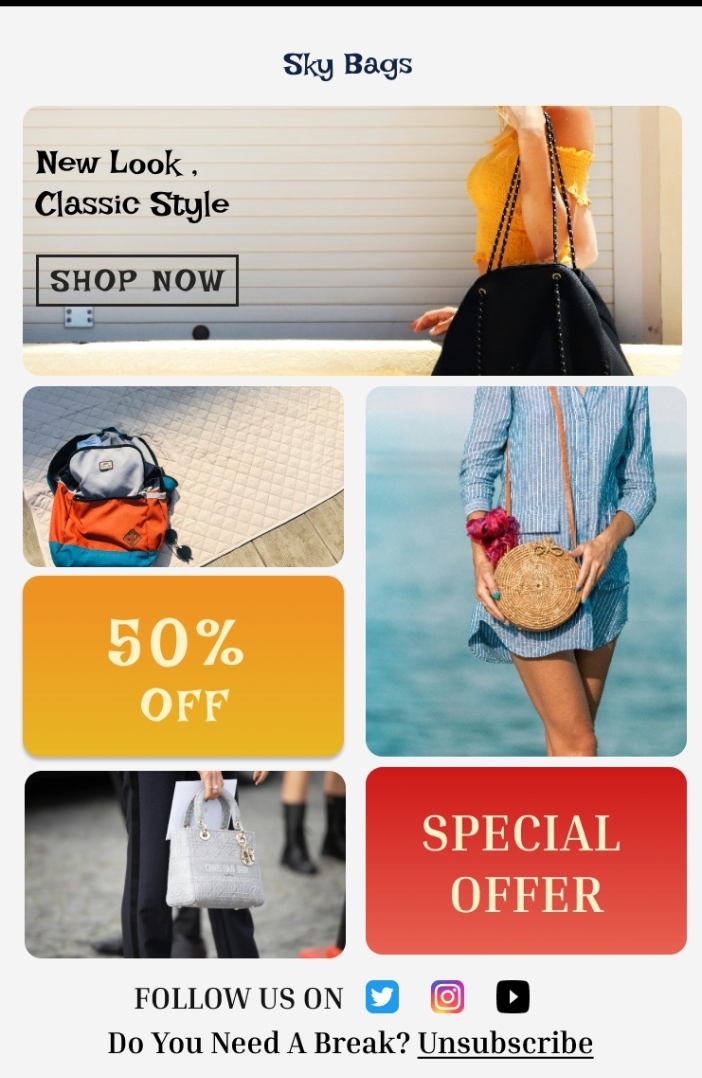 Sky Bags
New Look ,
Classic Style
SHOP NOW
50%
OFF
SPECIAL
OFFER
FOLLOW US ON
Do You Need A Break? Unsubscribe